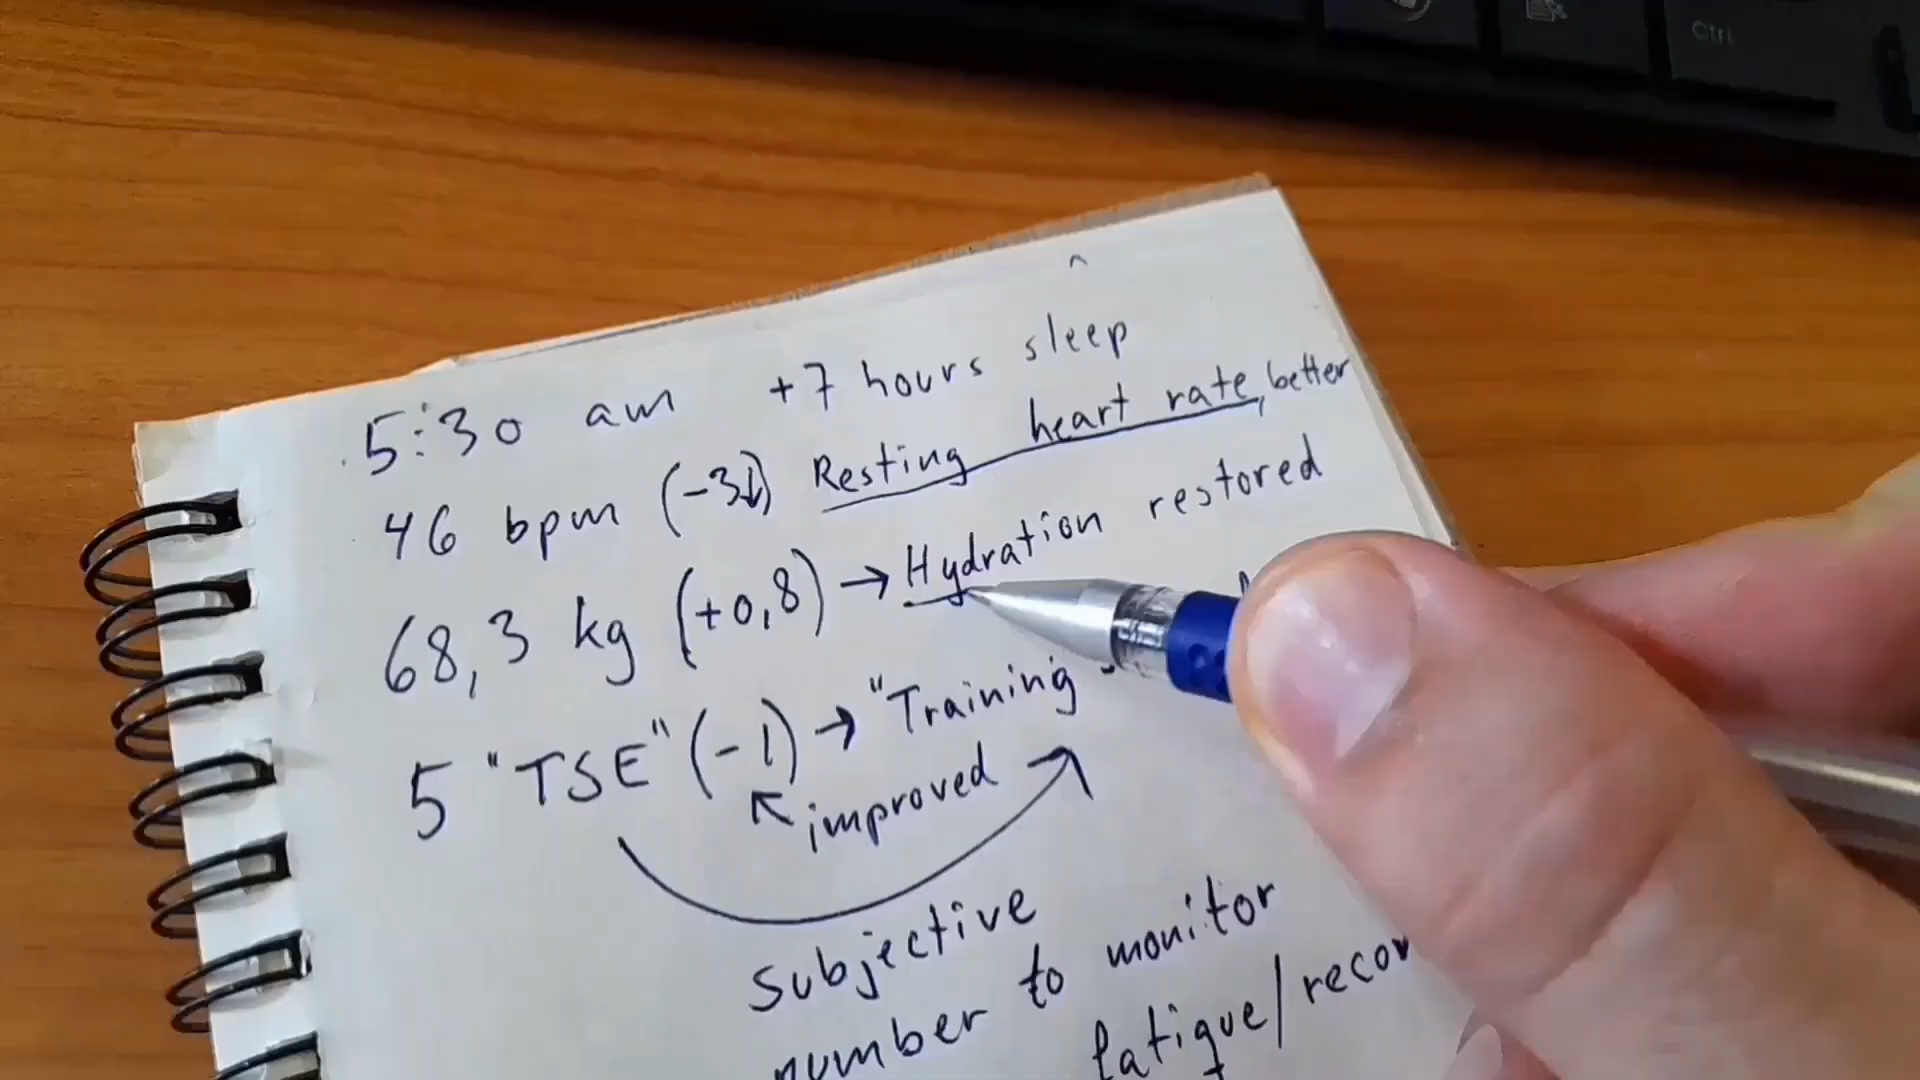 Ctrl
5:30 am +7 hours sleep
46 bpm (-3↓) Resting heart rate, better
68,3 kg (+0,8) → Hydration restored
5 "TSE" (-1) → "Training
improved
subjective
number to monitor
fatigue/